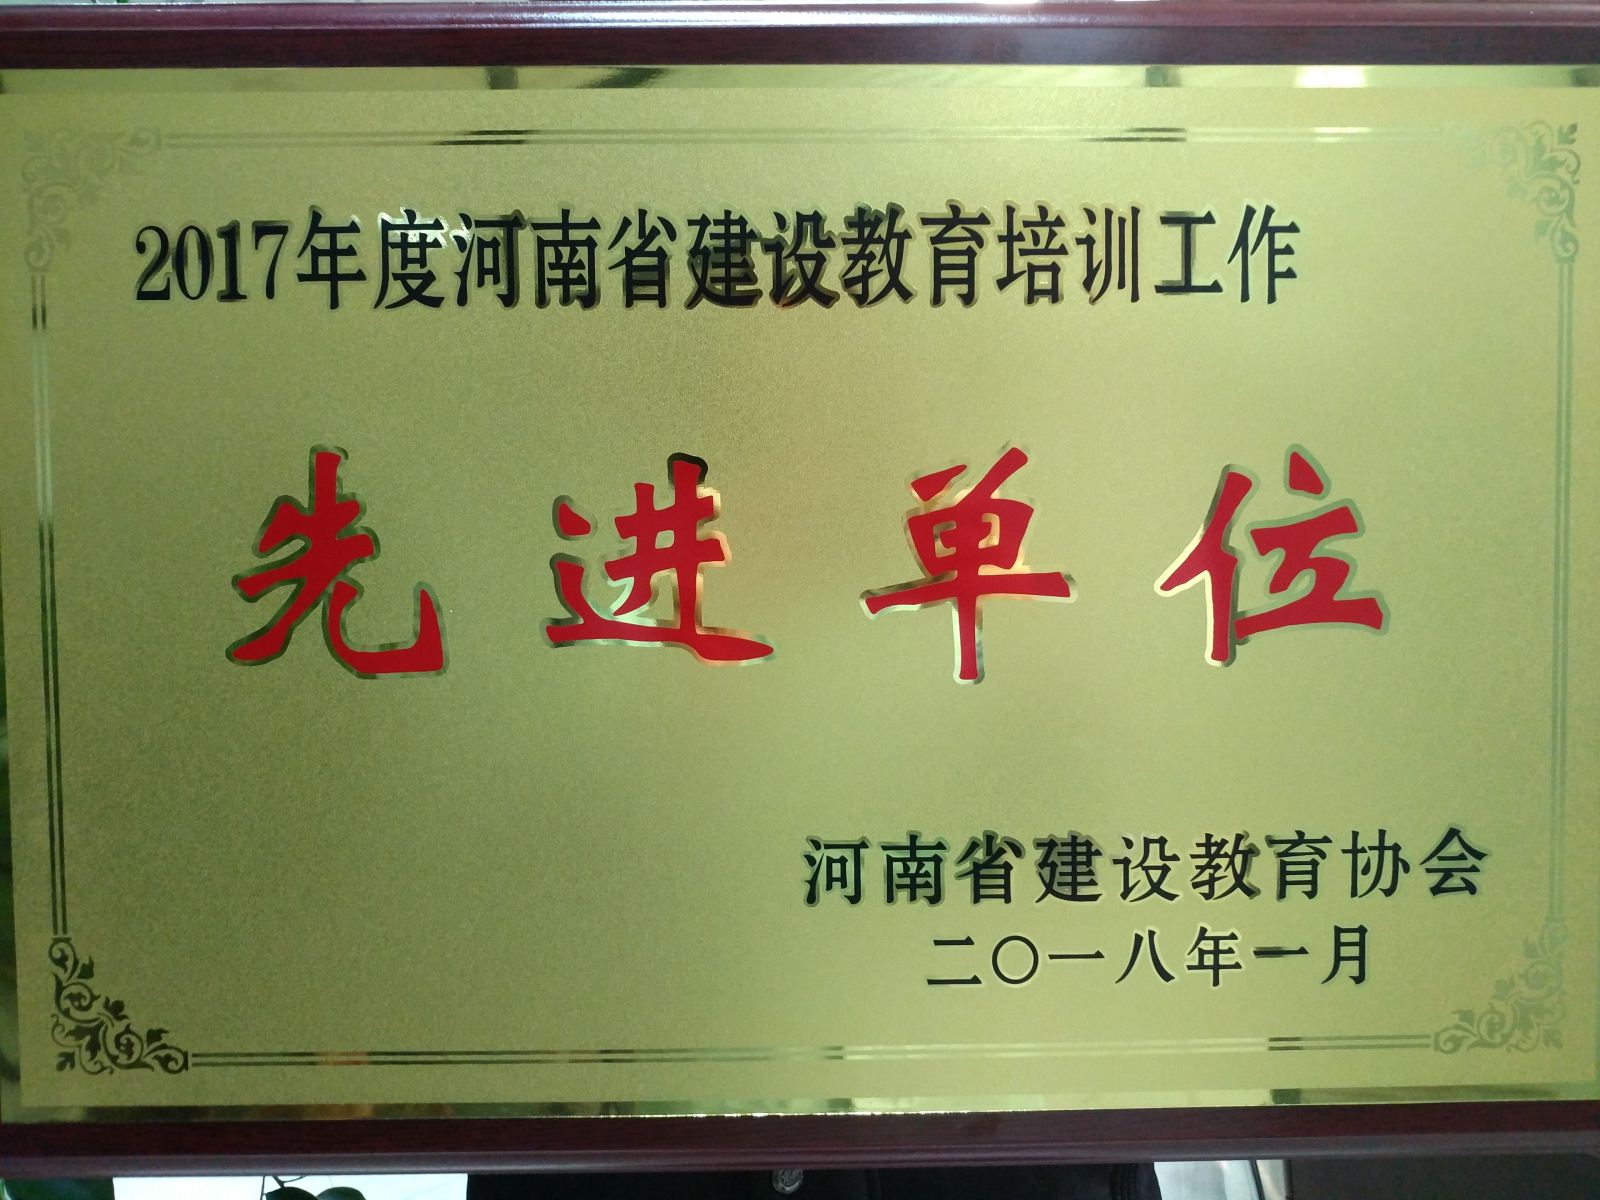 2017年度河南省建设教育培训工作
先进单位
河南省建设教育协会
二〇一八年一月